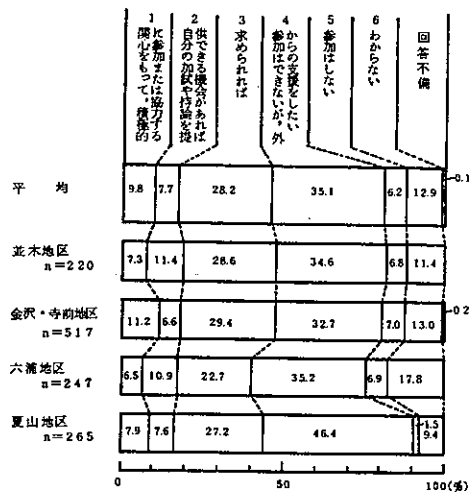 1
2
3
4
5
6
関心をもって，積極的
に参加または協力する
自分の加試や持論を提
供できる機会があれば
求められれば
参加はできないが，外
からの支援をしたい
参加はしない
わからない
回答不備
平均
9.8
7.7
28.2
35.1
6.2
12.9
0.1
並木地区
n=220
7.3
11.4
28.6
34.6
6.8
11.4
金沢・寺前地区
n=517
11.2
6.6
29.4
32.7
7.0
13.0
0.2
六浦地区
n=247
6.5
10.9
22.7
35.2
6.9
17.8
夏山地区
n=265
7.9
7.6
27.2
46.4
1.5
9.4
0
50
100(%)